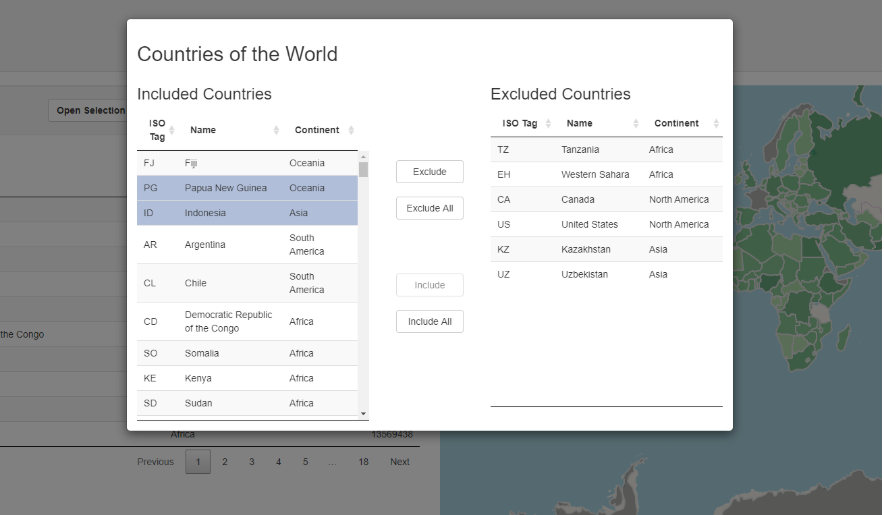 Countries of the World
Included Countries
ISO Tag Name Continent
FJ Fiji Oceania
PG Papua New Guinea Oceania
ID Indonesia Asia
AR Argentina South America
CL Chile South America
CD Democratic Republic of the Congo Africa
SO Somalia Africa
KE Kenya Africa
SD Sudan Africa
Exclude
Exclude All
Include
Include All
Excluded Countries
ISO Tag Name Continent
TZ Tanzania Africa
EH Western Sahara Africa
CA Canada North America
US United States North America
KZ Kazakhstan Asia
UZ Uzbekistan Asia
Open Selection
the Congo
Africa 13569438
Previous 1 2 3 4 5 ... 18 Next